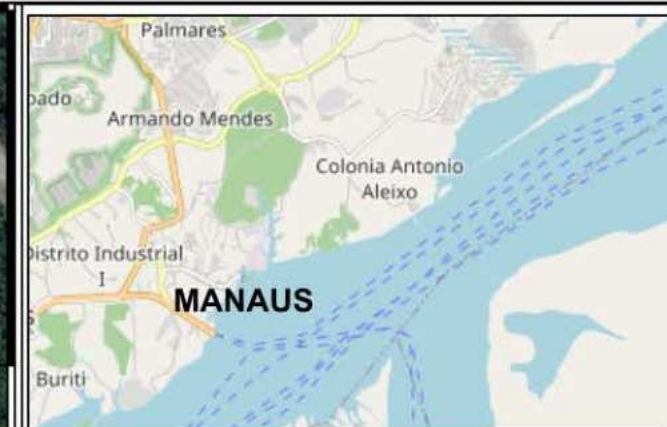 Palmares
Armando Mendes
Colonia Antonio
Aleixo
Distrito Industrial
I
MANAUS
Buriti